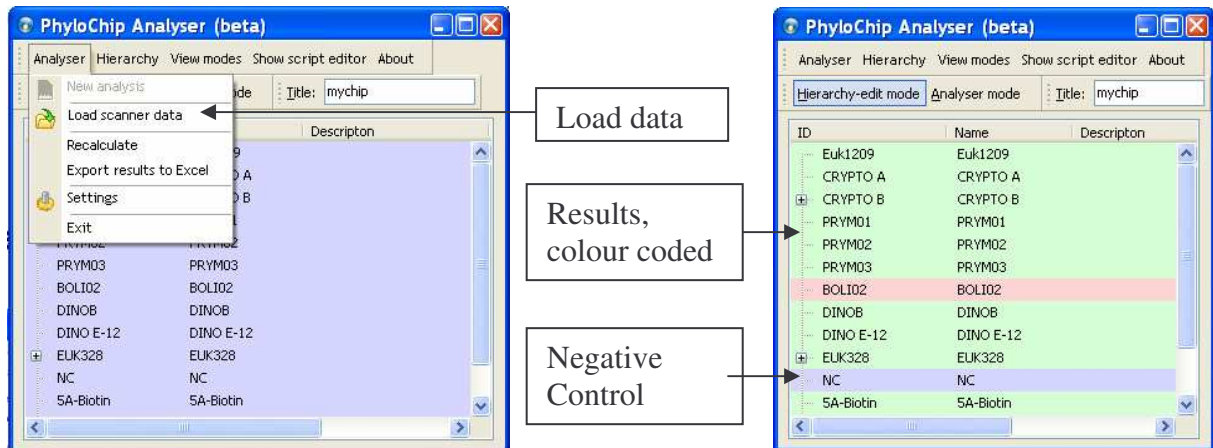 PhyloChip Analyser (beta)
Analyser Hierarchy View modes Show script editor About
New analysis
Load scanner data
Recalculate
Export results to Excel
Settings
Exit
de Title: mychip
Descripton
9
O A
O B
1
PRYM02 PRYM02
PRYM03 PRYM03
BOLI02 BOLI02
DINOB DINOB
DINO E-12 DINO E-12
EUK328 EUK328
NC NC
5A-Biotin 5A-Biotin
Load data
Results,
colour coded
Negative
Control
PhyloChip Analyser (beta)
Analyser Hierarchy View modes Show script editor About
Hierarchy-edit mode Analyser mode Title: mychip
ID Name Descripton
Euk1209 Euk1209
CRYPTO A CRYPTO A
CRYPTO B CRYPTO B
PRYM01 PRYM01
PRYM02 PRYM02
PRYM03 PRYM03
BOLI02 BOLI02
DINOB DINOB
DINO E-12 DINO E-12
EUK328 EUK328
NC NC
5A-Biotin 5A-Biotin